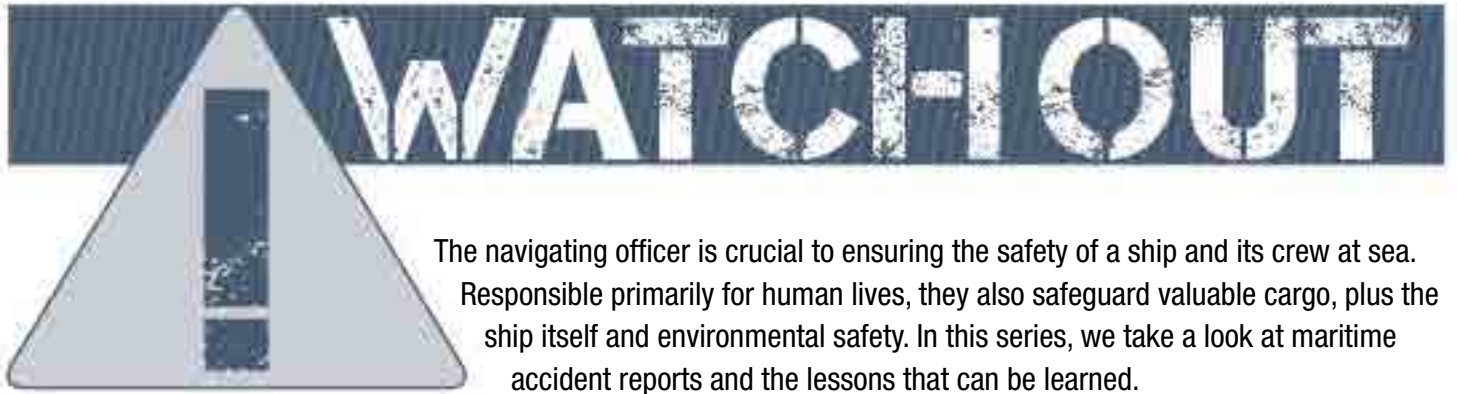 WATCH OUT
The navigating officer is crucial to ensuring the safety of a ship and its crew at sea.
Responsible primarily for human lives, they also safeguard valuable cargo, plus the
ship itself and environmental safety. In this series, we take a look at maritime
accident reports and the lessons that can be learned.